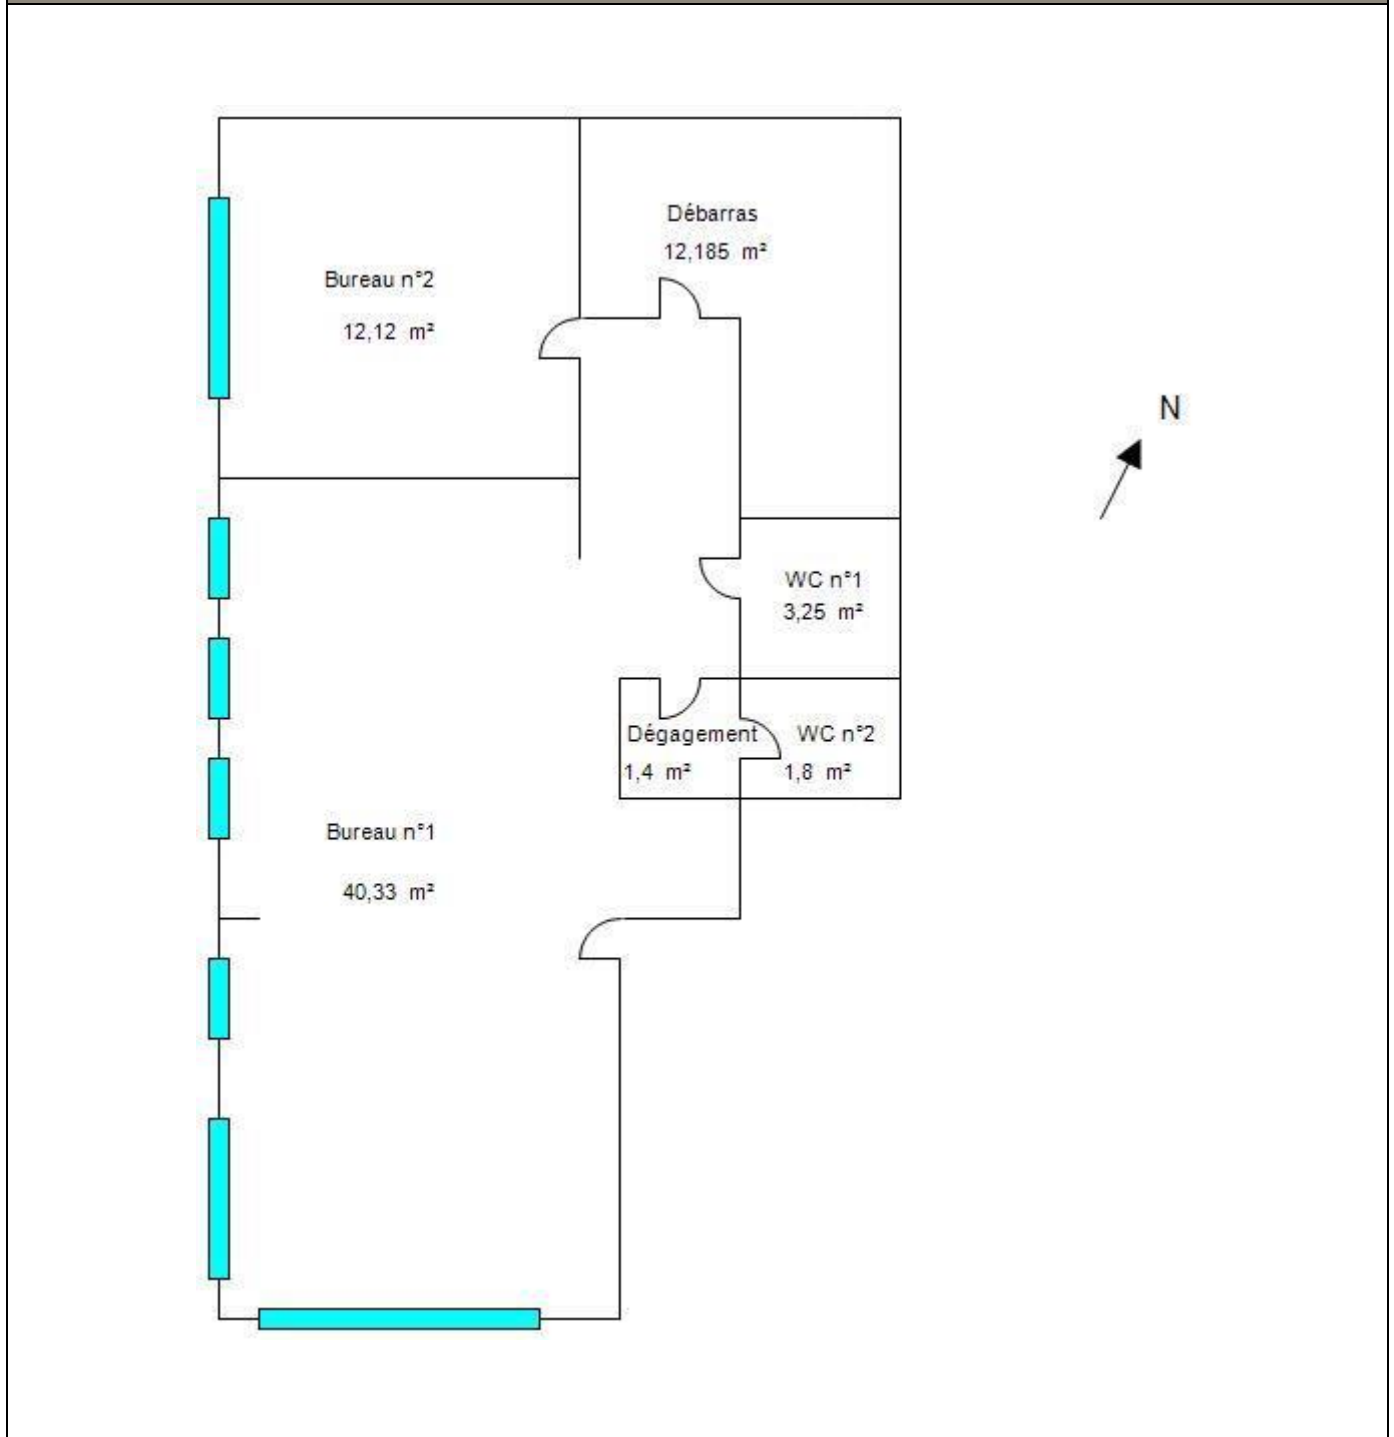 Débarras
12,185 m²
Bureau n°2
12,12 m²
N
WC n°1
3,25 m²
Dégagement
1,4 m²
WC n°2
1,8 m²
Bureau n°1
40,33 m²